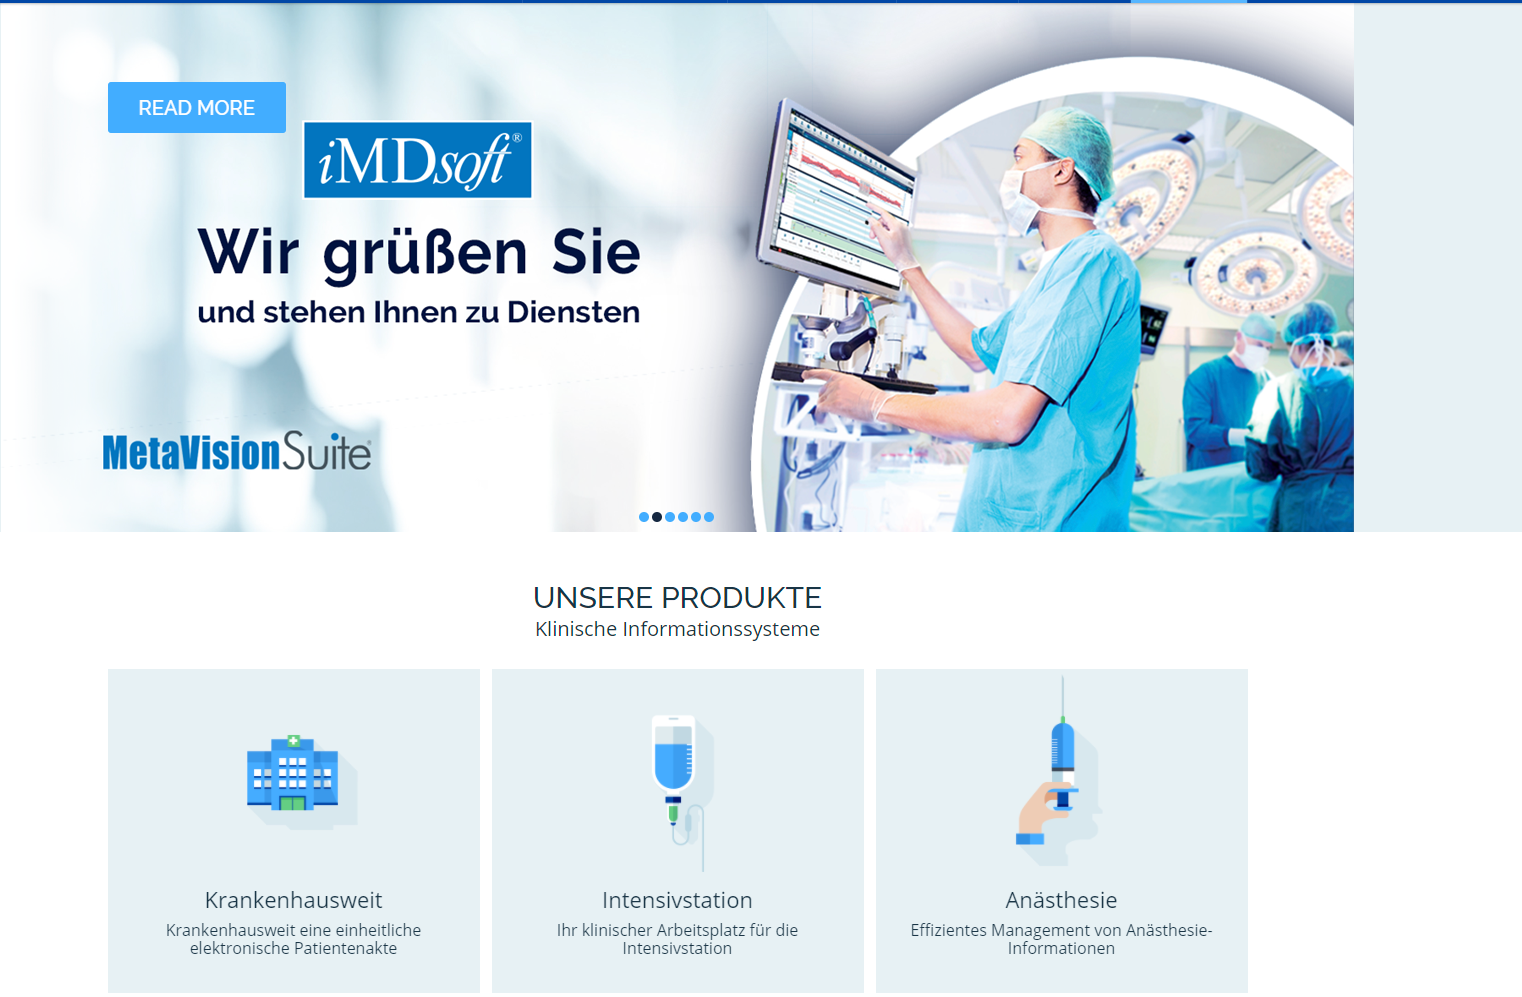 READ MORE
iMDsoft®
Wir grüßen Sie
und stehen Ihnen zu Diensten
MetaVisionSuite®
UNSERE PRODUKTE
Klinische Informationssysteme
Krankenhausweit
Krankenhausweit eine einheitliche
elektronische Patientenakte
Intensivstation
Ihr klinischer Arbeitsplatz für die
Intensivstation
Anästhesie
Effizientes Management von Anästhesie-
Informationen